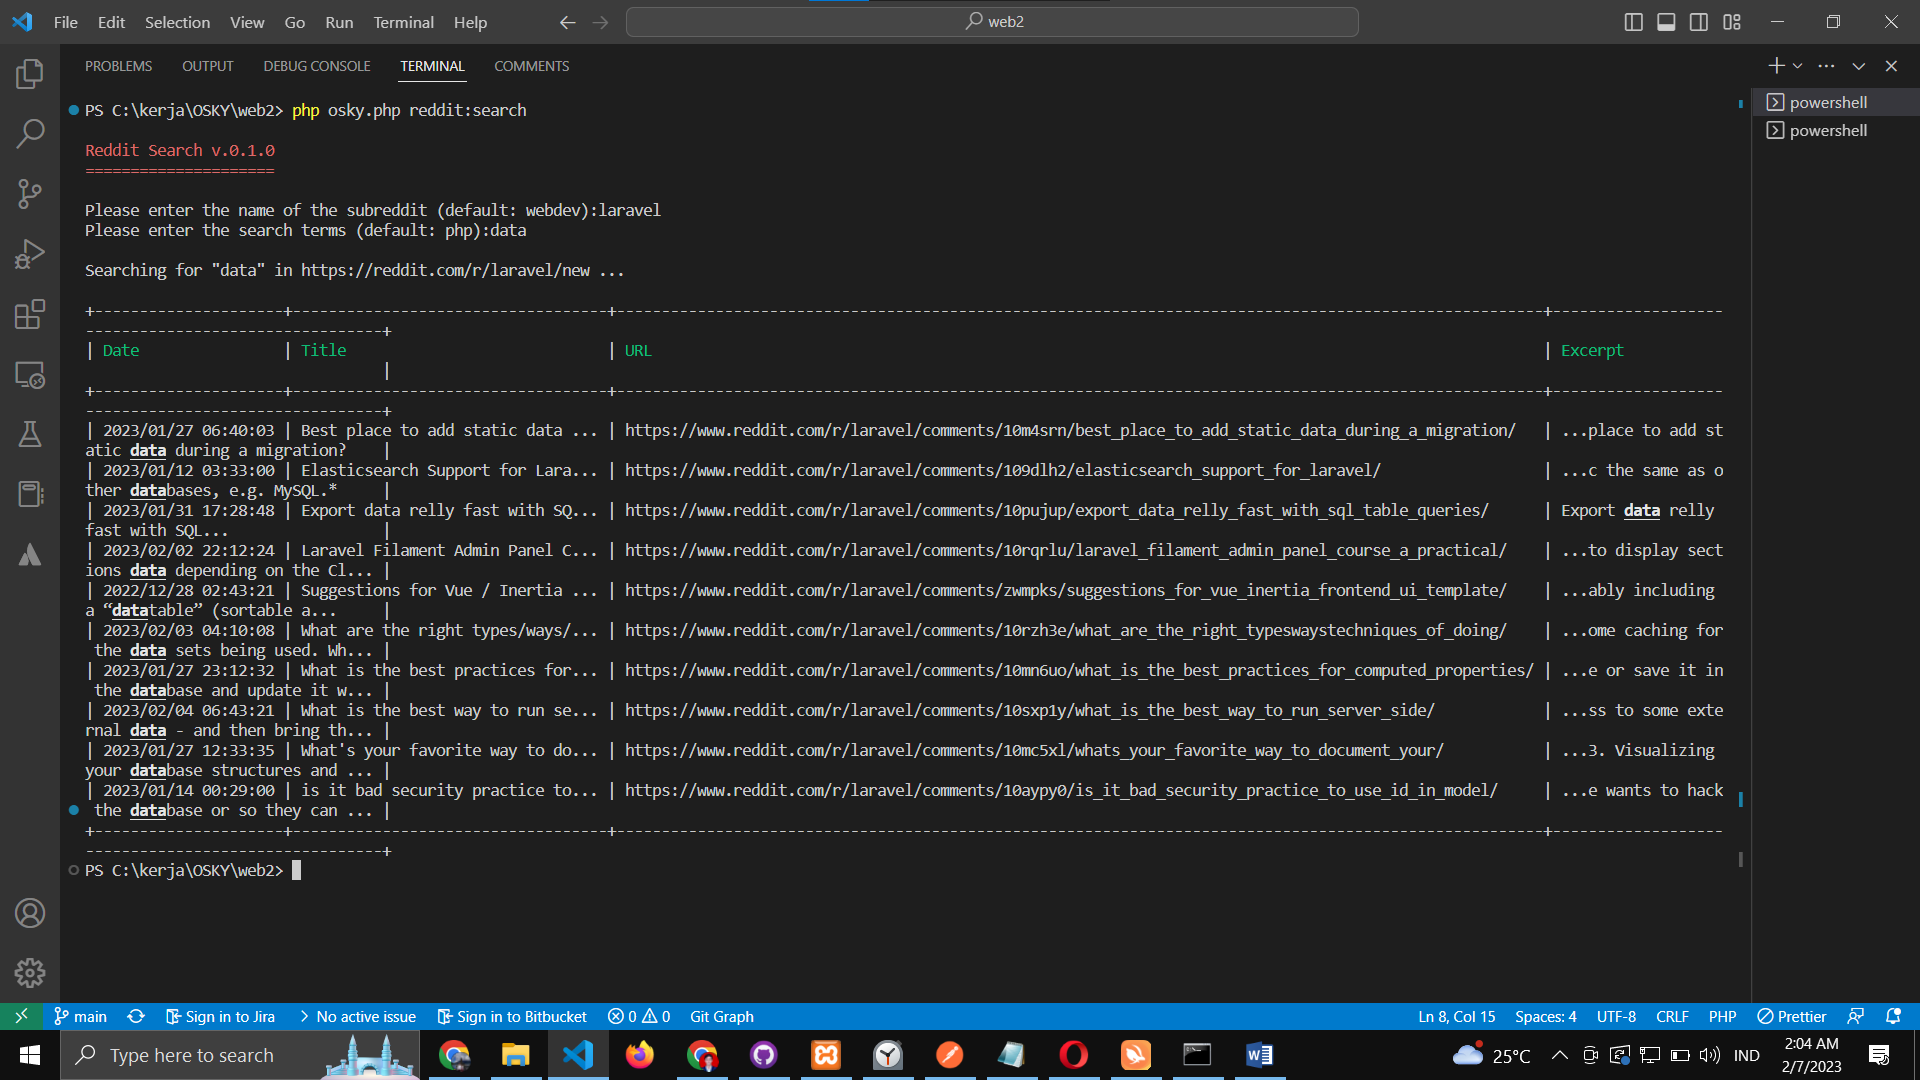 File Edit Selection View Go Run Terminal Help web2
PROBLEMS OUTPUT DEBUG CONSOLE TERMINAL COMMENTS
powershell
powershell
PS C:\kerja\OSKY\web2> php osky.php reddit:search
Reddit Search v.0.1.0
=====================
Please enter the name of the subreddit (default: webdev):laravel
Please enter the search terms (default: php):data
Searching for "data" in https://reddit.com/r/laravel/new ...
| Date | Title | URL | Excerpt
|
| 2023/01/27 06:40:03 | Best place to add static data ... | https://www.reddit.com/r/laravel/comments/10m4srn/best_place_to_add_static_data_during_a_migration/ | ...place to add st
atic data during a migration? |
| 2023/01/12 03:33:00 | Elasticsearch Support for Lara... | https://www.reddit.com/r/laravel/comments/109dlh2/elasticsearch_support_for_laravel/ | ...c the same as o
ther databases, e.g. MySQL.* |
| 2023/01/31 17:28:48 | Export data relly fast with SQ... | https://www.reddit.com/r/laravel/comments/10pujup/export_data_relly_fast_with_sql_table_queries/ | Export data relly
fast with SQL... |
| 2023/02/02 22:12:24 | Laravel Filament Admin Panel C... | https://www.reddit.com/r/laravel/comments/10rqrlu/laravel_filament_admin_panel_course_a_practical/ | ...to display sect
ions data depending on the Cl... |
| 2022/12/28 02:43:21 | Suggestions for Vue / Inertia ... | https://www.reddit.com/r/laravel/comments/zwmpks/suggestions_for_vue_inertia_frontend_ui_template/ | ...ably including
a “datatable” (sortable a... |
| 2023/02/03 04:10:08 | What are the right types/ways/... | https://www.reddit.com/r/laravel/comments/10rzh3e/what_are_the_right_typeswaystechniques_of_doing/ | ...ome caching for
the data sets being used. Wh... |
| 2023/01/27 23:12:32 | What is the best practices for... | https://www.reddit.com/r/laravel/comments/10mn6uo/what_is_the_best_practices_for_computed_properties/ | ...e or save it in
the database and update it w... |
| 2023/02/04 06:43:21 | What is the best way to run se... | https://www.reddit.com/r/laravel/comments/10sxp1y/what_is_the_best_way_to_run_server_side/ | ...ss to some exte
rnal data - and then bring th... |
| 2023/01/27 12:33:35 | What's your favorite way to do... | https://www.reddit.com/r/laravel/comments/10mc5xl/whats_your_favorite_way_to_document_your/ | ...3. Visualizing
your database structures and ... |
| 2023/01/14 00:29:00 | is it bad security practice to... | https://www.reddit.com/r/laravel/comments/10aypy0/is_it_bad_security_practice_to_use_id_in_model/ | ...e wants to hack
the database or so they can ... |
PS C:\kerja\OSKY\web2>
main Sign in to Jira No active issue Sign in to Bitbucket 0 0 Git Graph Ln 8, Col 15 Spaces: 4 UTF-8 CRLF PHP Prettier
Type here to search 25°C IND 2:04 AM
2/7/2023